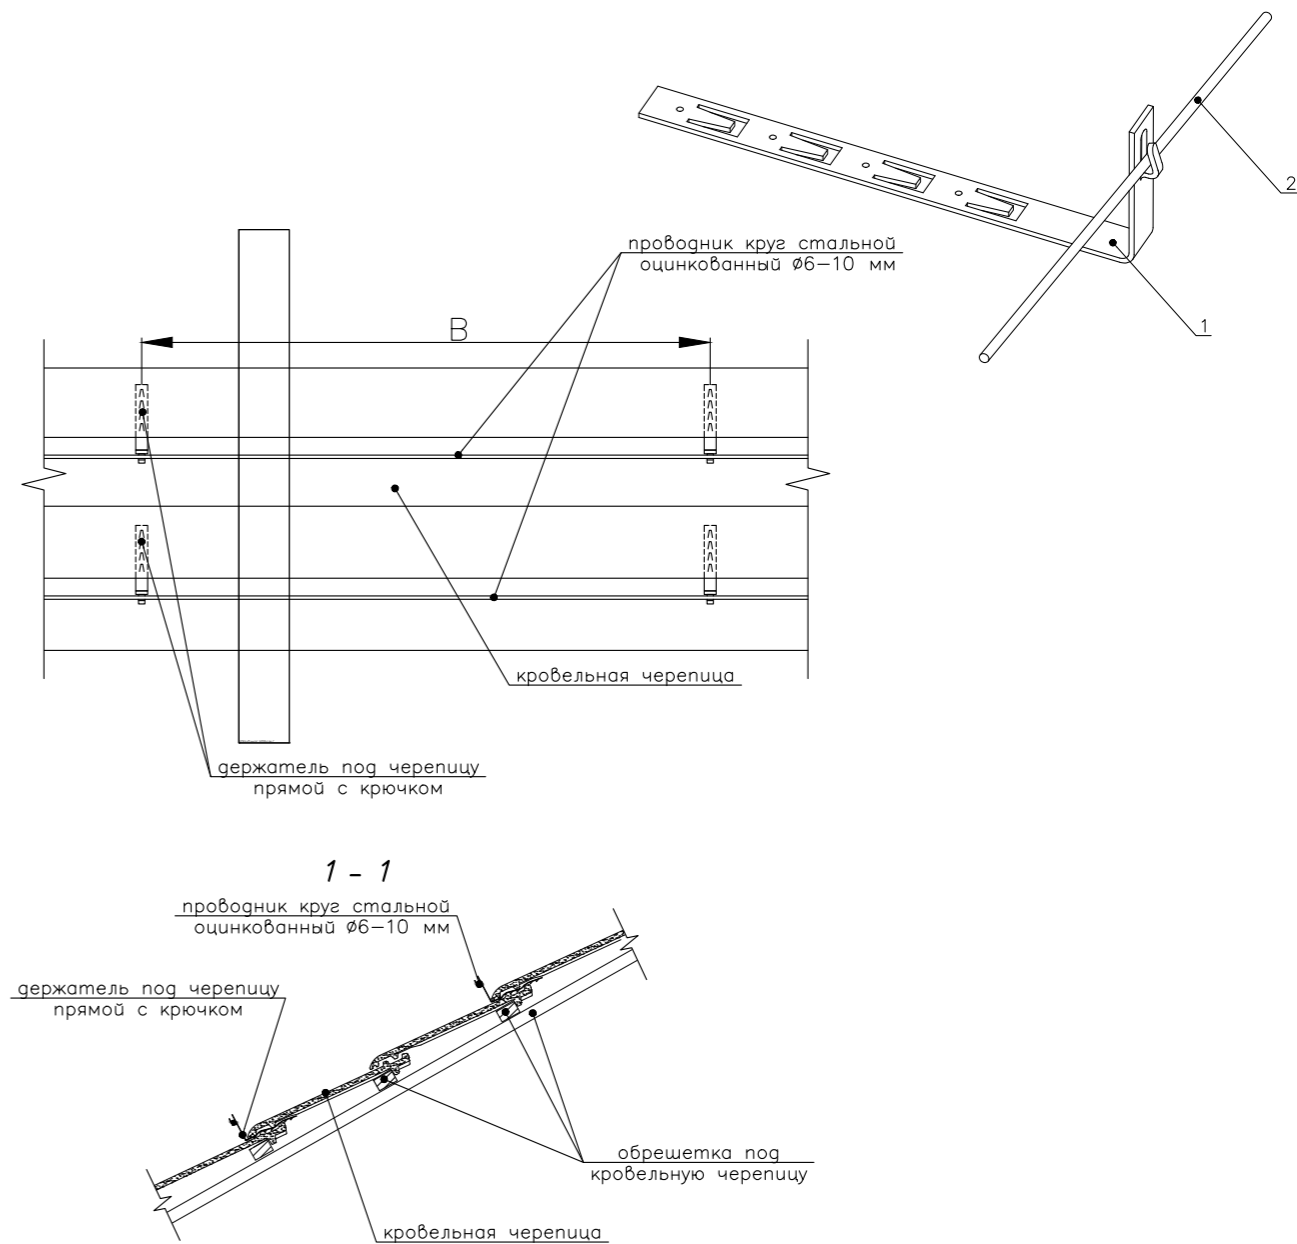 2
1
проводник круг стальной
оцинкованный Ø6–10 мм
B
кровельная черепица
держатель под черепицу
прямой с крючком
1 - 1
проводник круг стальной
оцинкованный Ø6–10 мм
держатель под черепицу
прямой с крючком
обрешетка под
кровельную черепицу
кровельная черепица